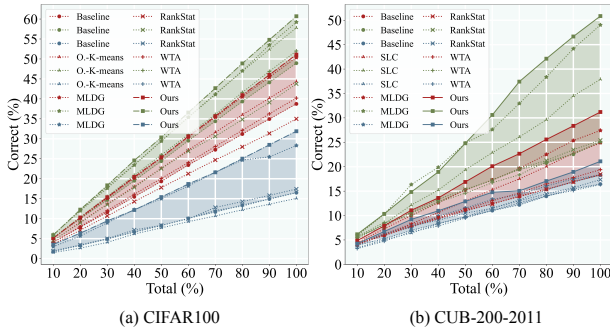 Correct (%)
60
55
50
45
40
35
30
25
20
15
10
5
0
Baseline
Baseline
Baseline
O.-K-means
O.-K-means
O.-K-means
MLDG
MLDG
MLDG
RankStat
RankStat
RankStat
WTA
WTA
WTA
Ours
Ours
Ours
10 20 30 40 50 60 70 80 90 100
Total (%)
(a) CIFAR100
Correct (%)
50
45
40
35
30
25
20
15
10
5
0
Baseline
Baseline
Baseline
SLC
SLC
SLC
MLDG
MLDG
MLDG
RankStat
RankStat
RankStat
WTA
WTA
WTA
Ours
Ours
Ours
10 20 30 40 50 60 70 80 90 100
Total (%)
(b) CUB-200-2011